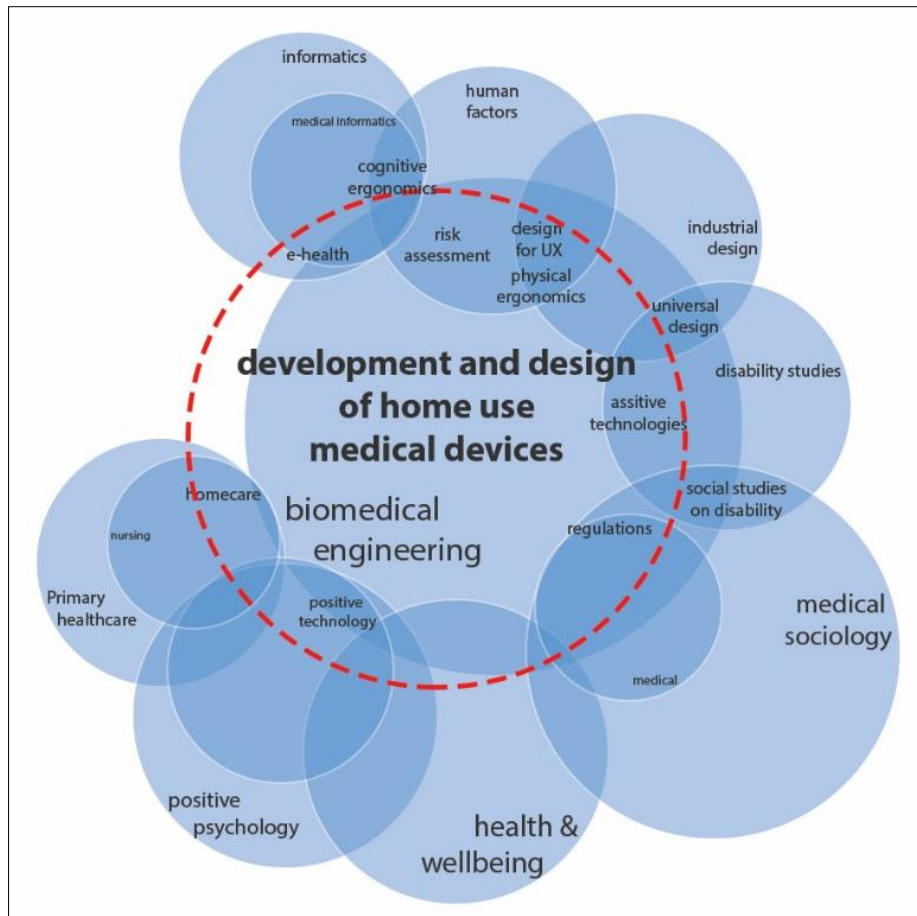 informatics
human
factors
medical informatics
cognitive
ergonomics
risk
assessment
design
for UX
industrial
design
e-health
physical
ergonomics
universal
design
development and design
of home use
medical devices
disability studies
assitive
technologies
homecare
biomedical
engineering
social studies
on disability
regulations
nursing
Primary
healthcare
positive
technology
medical
sociology
medical
positive
psychology
health &
wellbeing